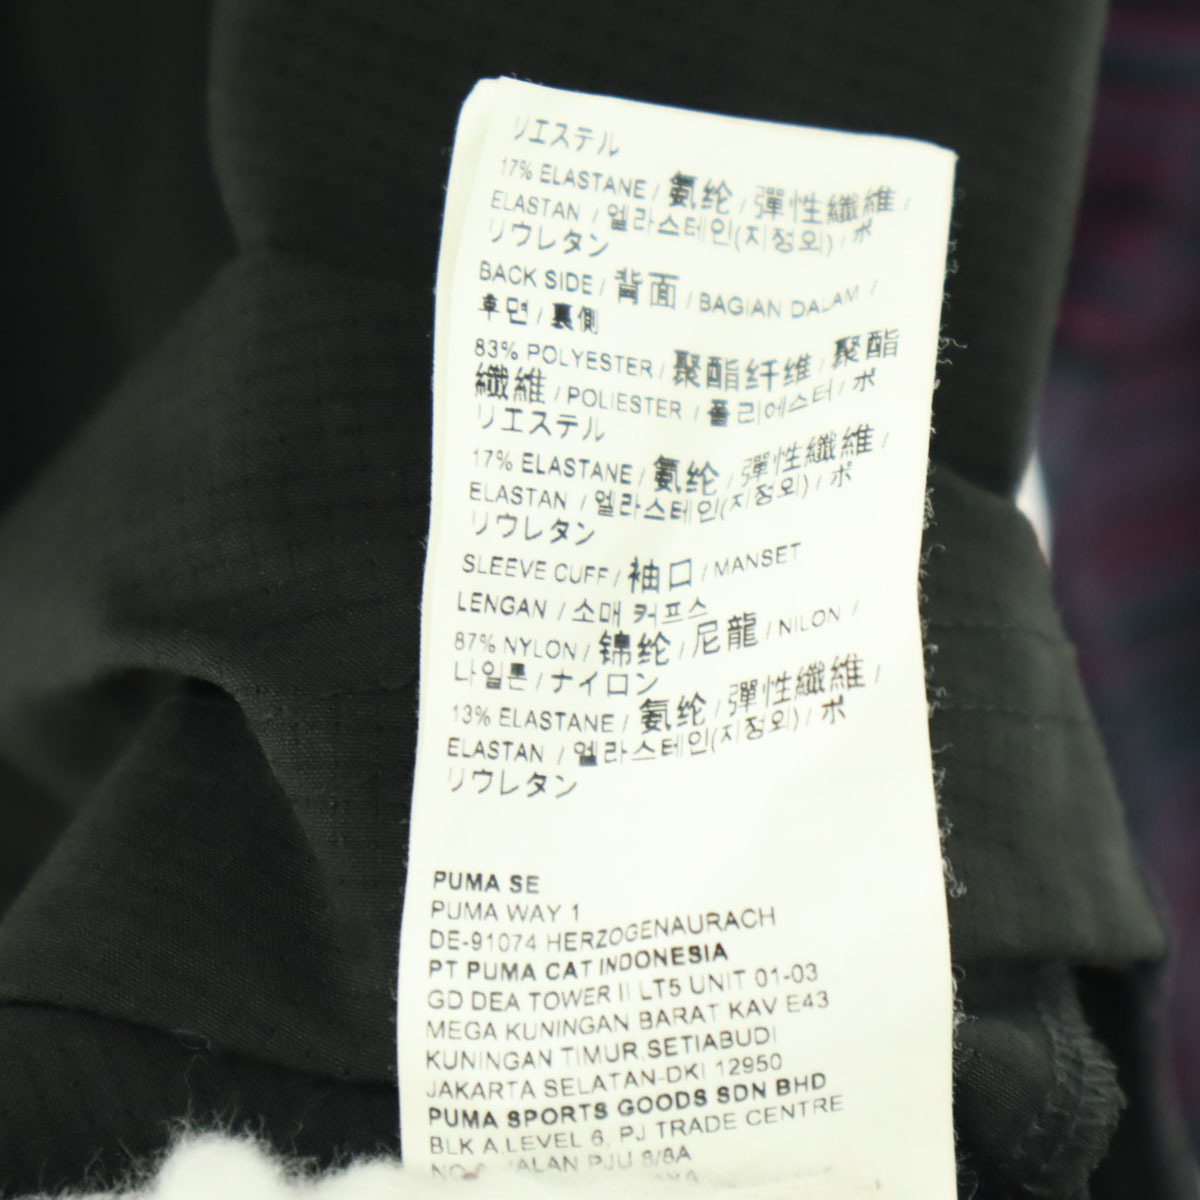 リエステル
17% ELASTANE / 氨纶 / 彈性纖維 /
ELASTAN / 엘라스테인(지정외) / ポ
リウレタン
BACK SIDE / 背面 / BAGIAN DALAM /
후면 / 裏側
83% POLYESTER / 聚酯纤维 / 聚酯
纖維 / POLIESTER / 폴리에스터 / ポ
リエステル
17% ELASTANE / 氨纶 / 彈性纖維 /
ELASTAN / 엘라스테인(지정외) / ポ
リウレタン
SLEEVE CUFF / 袖口 / MANSET
LENGAN / 소매 커프스
87% NYLON / 锦纶 / 尼龍 / NILON /
나일론 / ナイロン
13% ELASTANE / 氨纶 / 彈性纖維 /
ELASTAN / 엘라스테인(지정외) / ポ
リウレタン
PUMA SE
PUMA WAY 1
DE-91074 HERZOGENAURACH
PT PUMA CAT INDONESIA
GD DEA TOWER II LT5 UNIT 01-03
MEGA KUNINGAN BARAT KAV E43
KUNINGAN TIMUR,SETIABUDI
JAKARTA SELATAN-DKI 12950
PUMA SPORTS GOODS SDN BHD
BLK A,LEVEL 6, PJ TRADE CENTRE
JALAN PJU 8/8A